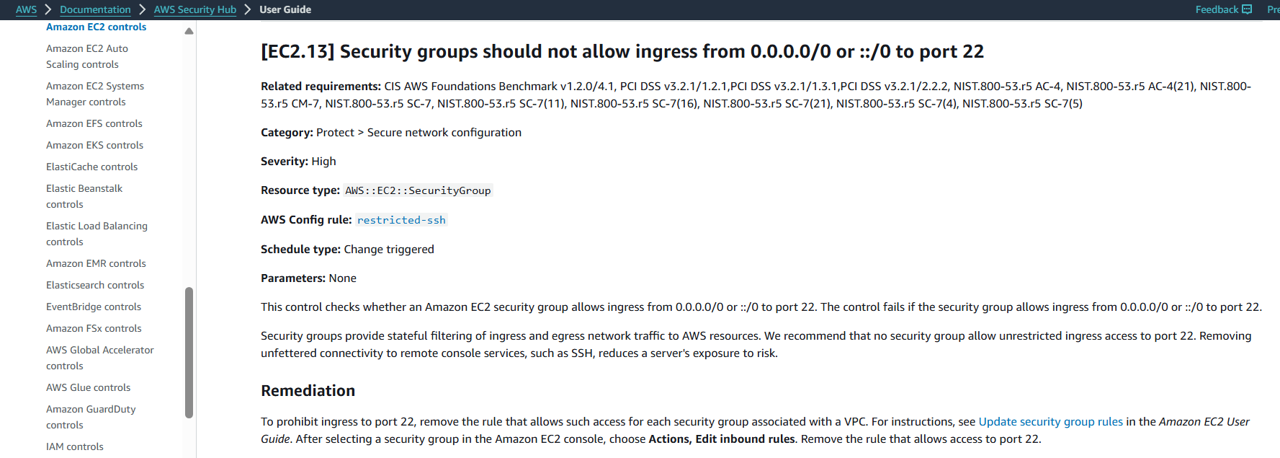 AWS > Documentation > AWS Security Hub > User Guide
Feedback
Amazon EC2 controls
Amazon EC2 Auto
Scaling controls
Amazon EC2 Systems
Manager controls
Amazon EFS controls
Amazon EKS controls
ElastiCache controls
Elastic Beanstalk
controls
Elastic Load Balancing
controls
Amazon EMR controls
Elasticsearch controls
EventBridge controls
Amazon FSx controls
AWS Global Accelerator
controls
AWS Glue controls
Amazon GuardDuty
controls
IAM controls
[EC2.13] Security groups should not allow ingress from 0.0.0.0/0 or ::/0 to port 22
Related requirements: CIS AWS Foundations Benchmark v1.2.0/4.1, PCI DSS v3.2.1/1.2.1,PCI DSS v3.2.1/1.3.1,PCI DSS v3.2.1/2.2.2, NIST.800-53.r5 AC-4, NIST.800-53.r5 AC-4(21), NIST.800-
53.r5 CM-7, NIST.800-53.r5 SC-7, NIST.800-53.r5 SC-7(11), NIST.800-53.r5 SC-7(16), NIST.800-53.r5 SC-7(21), NIST.800-53.r5 SC-7(4), NIST.800-53.r5 SC-7(5)
Category: Protect > Secure network configuration
Severity: High
Resource type: AWS::EC2::SecurityGroup
AWS Config rule: restricted-ssh
Schedule type: Change triggered
Parameters: None
This control checks whether an Amazon EC2 security group allows ingress from 0.0.0.0/0 or ::/0 to port 22. The control fails if the security group allows ingress from 0.0.0.0/0 or ::/0 to port 22.
Security groups provide stateful filtering of ingress and egress network traffic to AWS resources. We recommend that no security group allow unrestricted ingress access to port 22. Removing
unfettered connectivity to remote console services, such as SSH, reduces a server's exposure to risk.
Remediation
To prohibit ingress to port 22, remove the rule that allows such access for each security group associated with a VPC. For instructions, see Update security group rules in the Amazon EC2 User
Guide. After selecting a security group in the Amazon EC2 console, choose Actions, Edit inbound rules. Remove the rule that allows access to port 22.